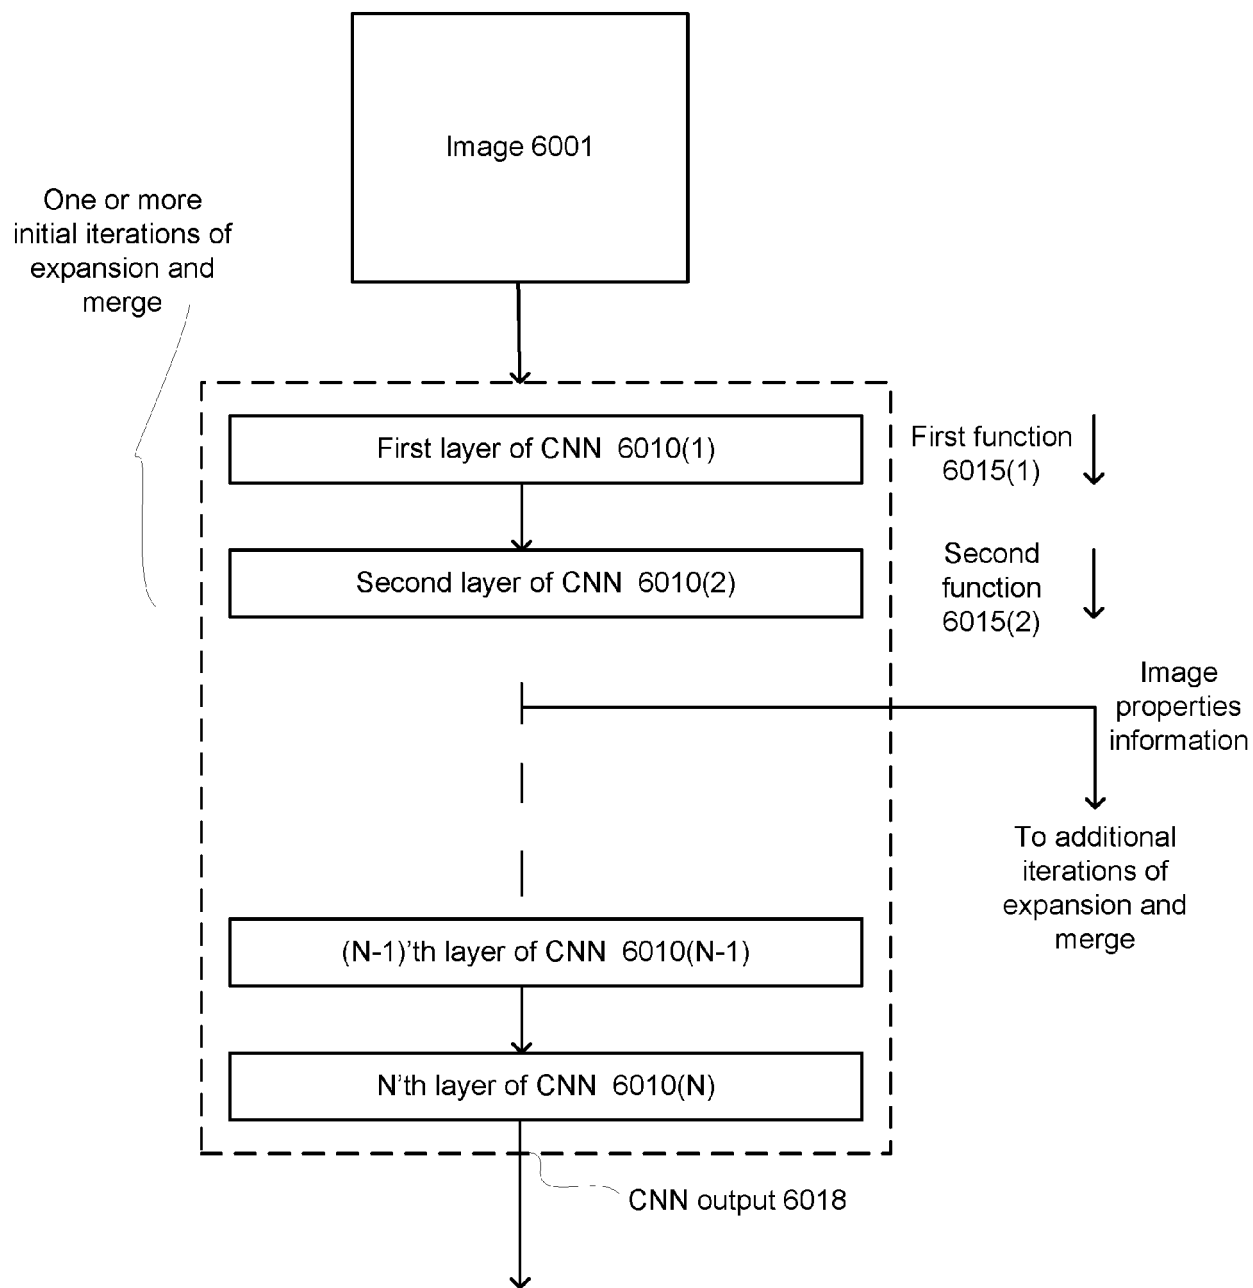 Image 6001
One or more
initial iterations of
expansion and
merge
First layer of CNN 6010(1)
First function
6015(1)
Second layer of CNN 6010(2)
Second
function
6015(2)
Image
properties
information
To additional
iterations of
expansion and
merge
(N-1)'th layer of CNN 6010(N-1)
N'th layer of CNN 6010(N)
CNN output 6018